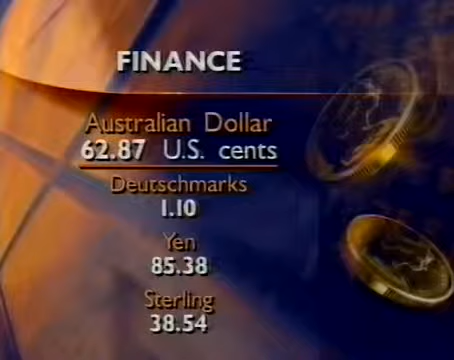 FINANCE
Australian Dollar
62.87 U.S. cents
Deutschmarks
1.10
Yen
85.38
Sterling
38.54